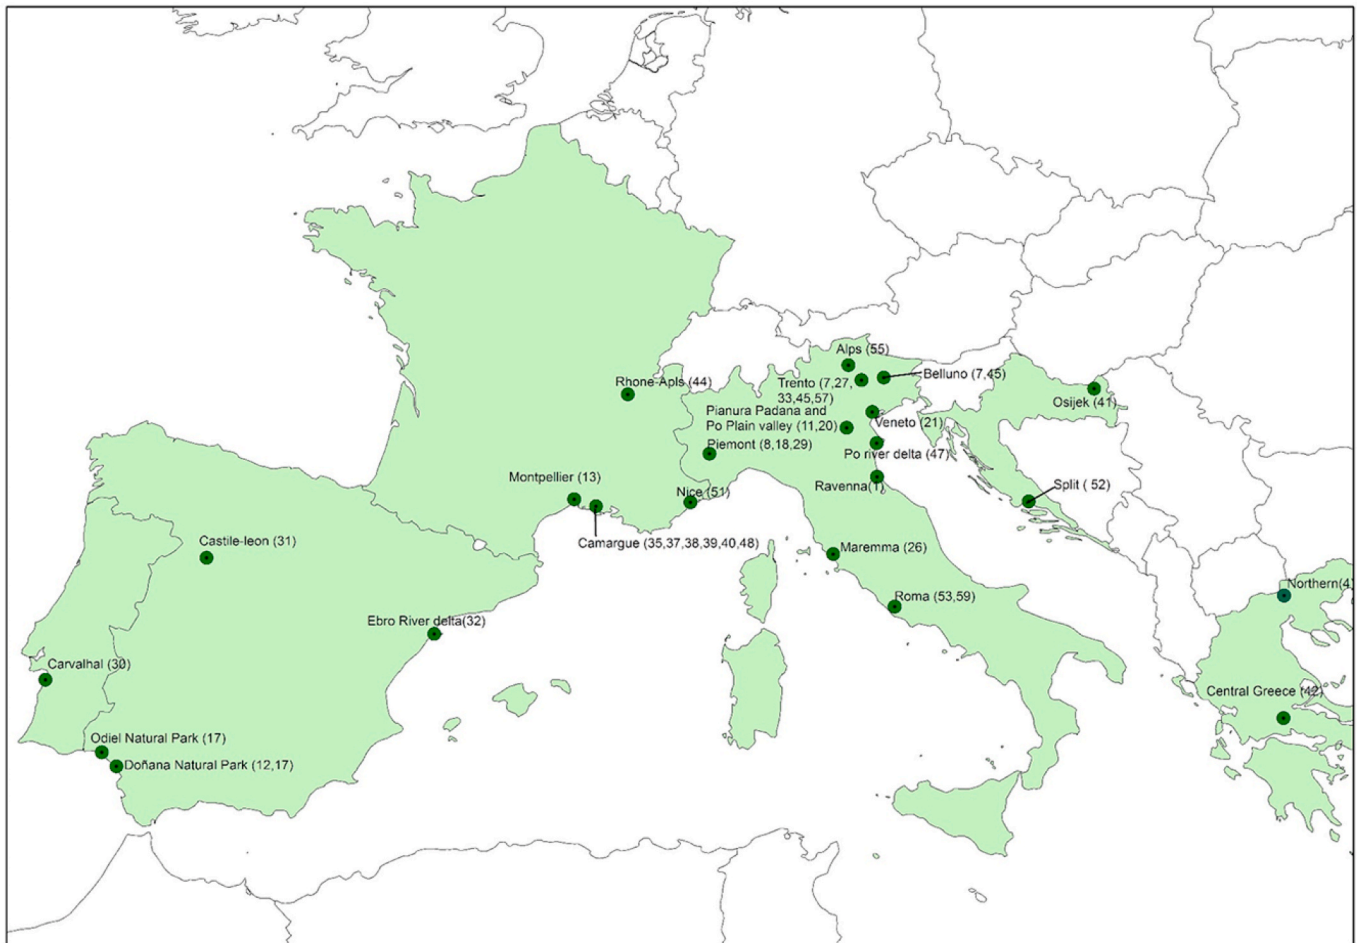 Alps (55)
Belluno (7,45)
Rhone-Apls (44)
Trento (7,27,
33,45,57)
Osijek (41)
Pianura Padana and
Po Plain valley (11,20)
Veneto (21)
Piemont (8,18,29)
Po river delta (47)
Montpellier (13)
Nice (51)
Ravenna(1)
Split ( 52)
Castile-leon (31)
Camargue (35,37,38,39,40,48)
Maremma (26)
Northern(4
Roma (53,59)
Ebro River delta(32)
Carvalhal (30)
Central Greece (42)
Odiel Natural Park (17)
Doñana Natural Park (12,17)